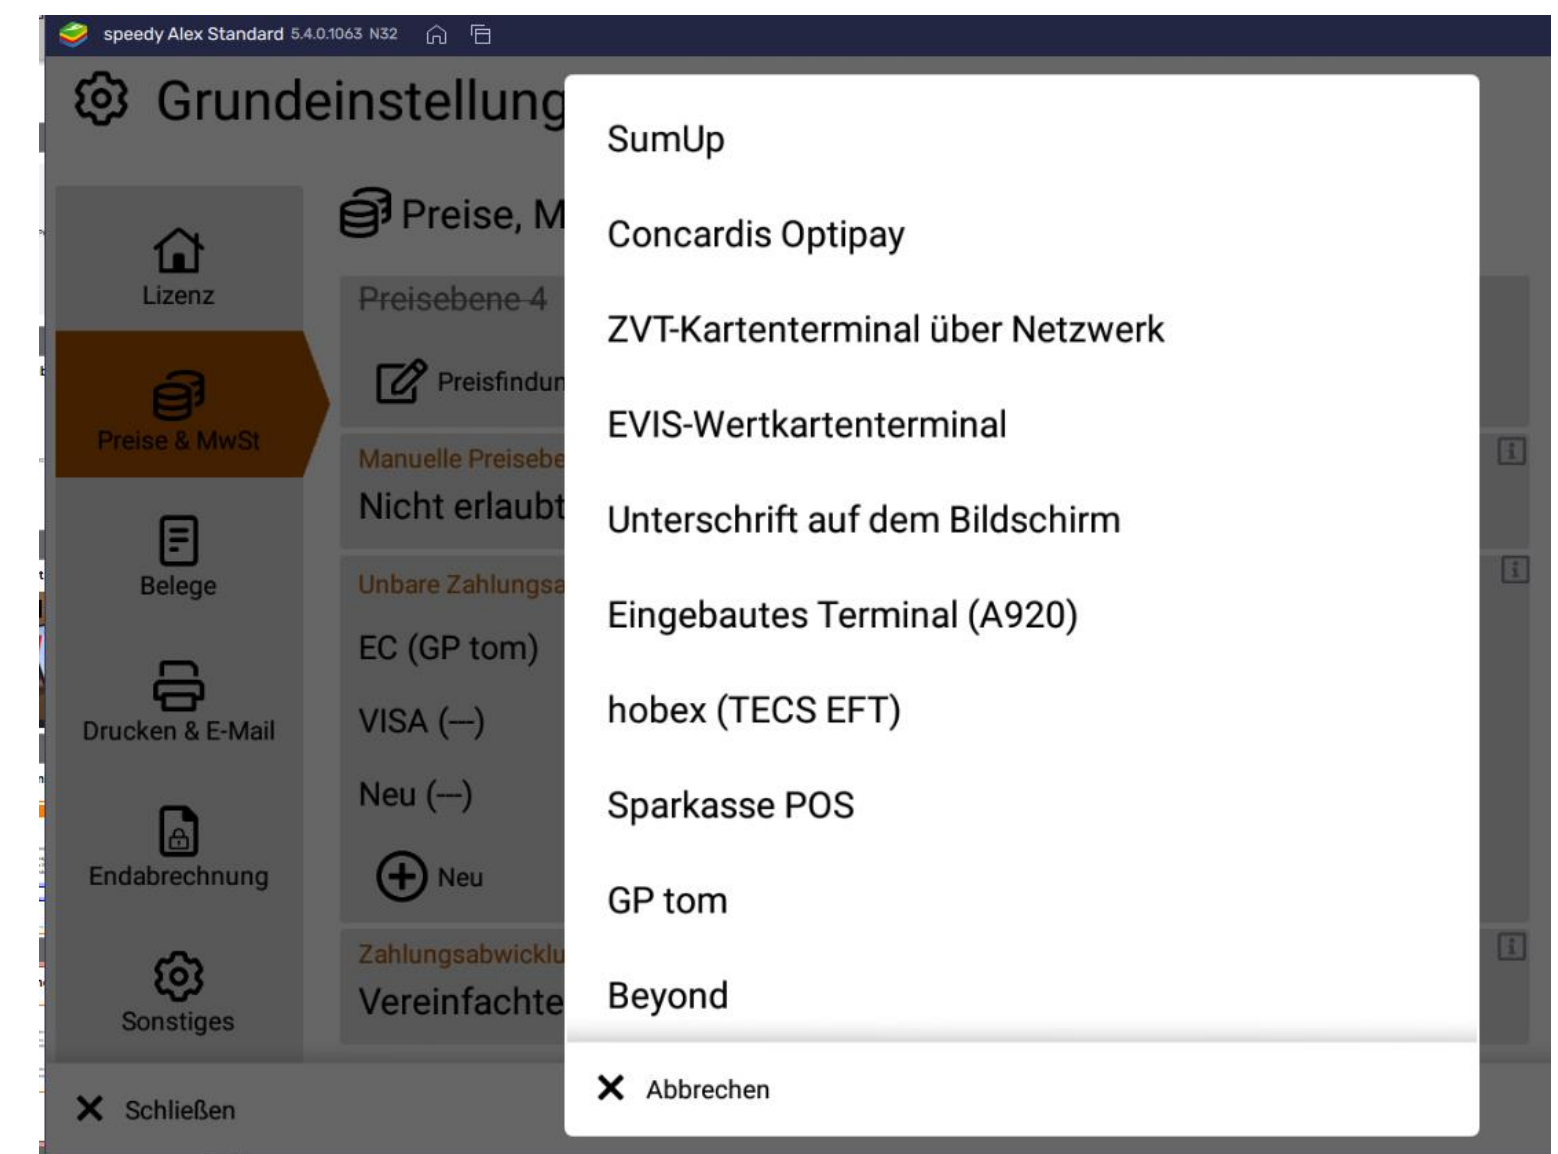 speedy Alex Standard 5.4.0.1063 N32
Grundeinstellung
Lizenz
Preise & MwSt
Belege
Drucken & E-Mail
Endabrechnung
Sonstiges
Preise, M
Preisebene 4
Preisfindun
Manuelle Preisebe
Nicht erlaubt
Unbare Zahlungsa
EC (GP tom)
VISA (---)
Neu (---)
Neu
Zahlungsabwicklu
Vereinfachte
Schließen
SumUp
Concardis Optipay
ZVT-Kartenterminal über Netzwerk
EVIS-Wertkartenterminal
Unterschrift auf dem Bildschirm
Eingebautes Terminal (A920)
hobex (TECS EFT)
Sparkasse POS
GP tom
Beyond
Abbrechen